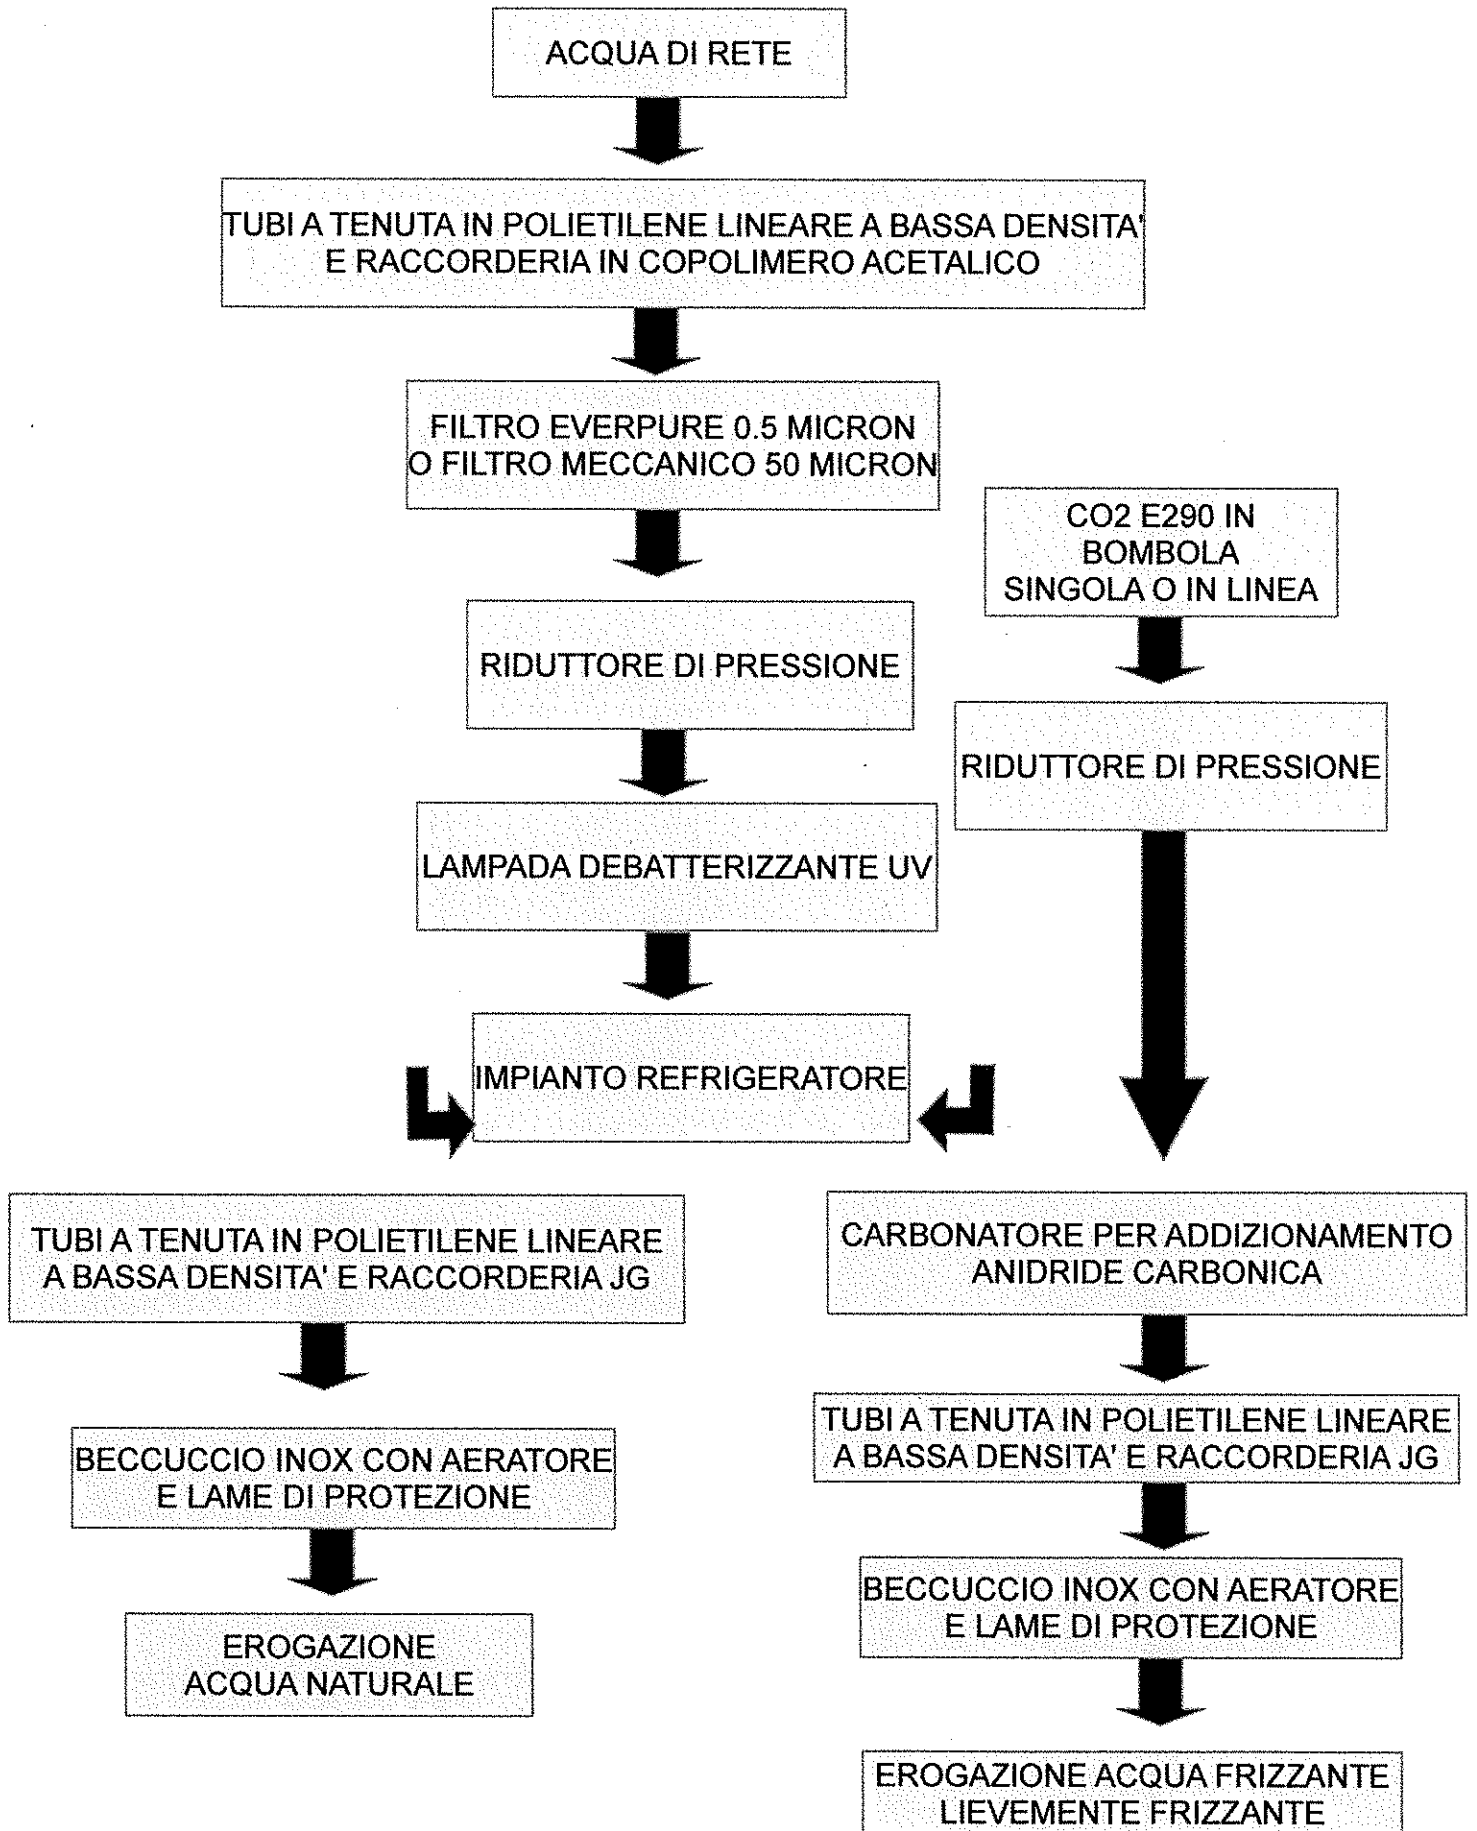 ACQUA DI RETE
TUBI A TENUTA IN POLIETILENE LINEARE A BASSA DENSITA'
E RACCORDERIA IN COPOLIMERO ACETALICO
FILTRO EVERPURE 0.5 MICRON
O FILTRO MECCANICO 50 MICRON
CO2 E290 IN
BOMBOLA
SINGOLA O IN LINEA
RIDUTTORE DI PRESSIONE
RIDUTTORE DI PRESSIONE
LAMPADA DEBATTERIZZANTE UV
IMPIANTO REFRIGERATORE
TUBI A TENUTA IN POLIETILENE LINEARE
A BASSA DENSITA' E RACCORDERIA JG
BECCUCCIO INOX CON AERATORE
E LAME DI PROTEZIONE
EROGAZIONE
ACQUA NATURALE
CARBONATORE PER ADDIZIONAMENTO
ANIDRIDE CARBONICA
TUBI A TENUTA IN POLIETILENE LINEARE
A BASSA DENSITA' E RACCORDERIA JG
BECCUCCIO INOX CON AERATORE
E LAME DI PROTEZIONE
EROGAZIONE ACQUA FRIZZANTE
LIEVEMENTE FRIZZANTE